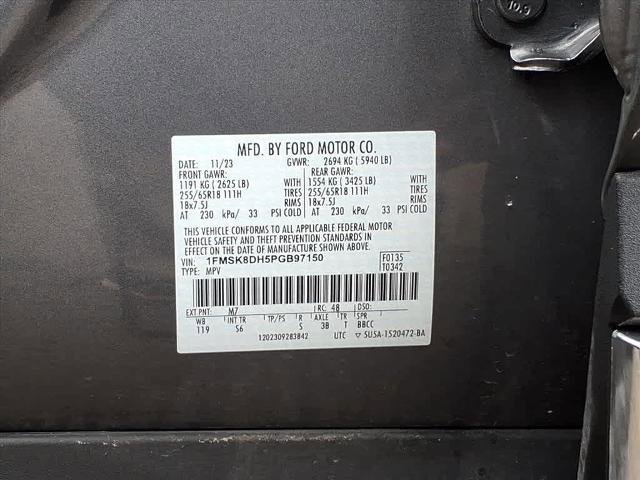 10.9
MFD. BY FORD MOTOR CO.
DATE: 11/23 GVWR: 2694 KG ( 5940 LB)
FRONT GAWR: REAR GAWR:
1191 KG ( 2625 LB) WITH 1554 KG ( 3425 LB) WITH
255/65R18 111H TIRES 255/65R18 111H TIRES
18x7.5J RIMS 18x7.5J RIMS
AT 230 kPa/ 33 PSI COLD AT 230 kPa/ 33 PSI COLD
THIS VEHICLE CONFORMS TO ALL APPLICABLE FEDERAL MOTOR
VEHICLE SAFETY AND THEFT PREVENTION STANDARDS
IN EFFECT ON THE DATE OF MANUFACTURE SHOWN ABOVE.
VIN: 1FMSK8DH5PGB97150 F0135
TYPE: MPV T0342
EXT PNT: M7 RC: 48 DSO:
WB INT TR TP/PS R AXLE TR SPR
119 S6 S 3B T BBCC
1202309283842 UTC ▽ 5U5A-1520472-BA